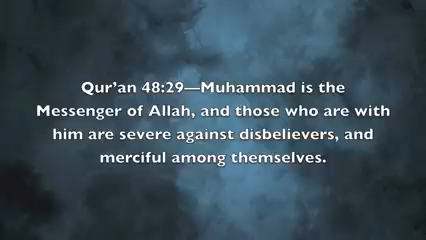 Qur’an 48:29—Muhammad is the
Messenger of Allah, and those who are with
him are severe against disbelievers, and
merciful among themselves.